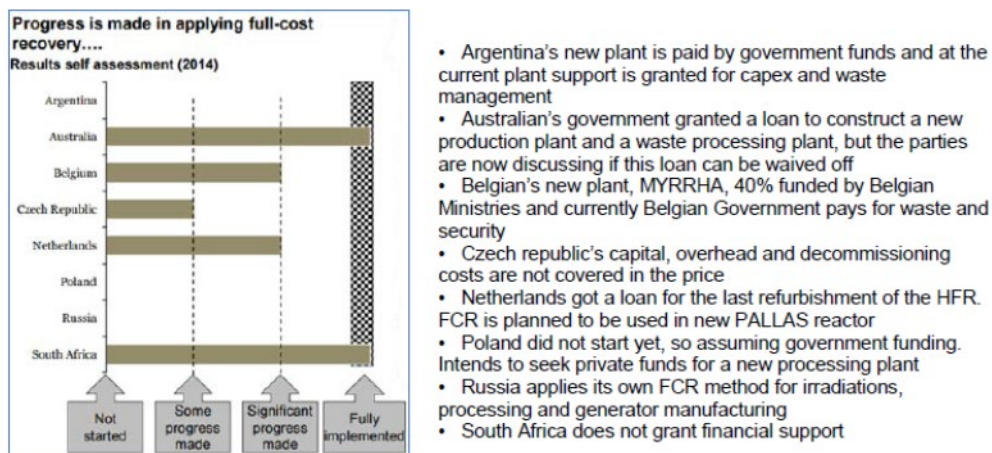 Progress is made in applying full-cost
recovery....
Results self assessment (2014)
Argentina
Australia
Belgium
Czech Republic
Netherlands
Poland
Russia
South Africa
Not
started
Some
progress
made
Significant
progress
made
Fully
implemented
• Argentina's new plant is paid by government funds and at the
current plant support is granted for capex and waste
management
• Australian's government granted a loan to construct a new
production plant and a waste processing plant, but the parties
are now discussing if this loan can be waived off
• Belgian's new plant, MYRRHA, 40% funded by Belgian
Ministries and currently Belgian Government pays for waste and
security
• Czech republic's capital, overhead and decommissioning
costs are not covered in the price
• Netherlands got a loan for the last refurbishment of the HFR.
FCR is planned to be used in new PALLAS reactor
• Poland did not start yet, so assuming government funding.
Intends to seek private funds for a new processing plant
• Russia applies its own FCR method for irradiations,
processing and generator manufacturing
• South Africa does not grant financial support